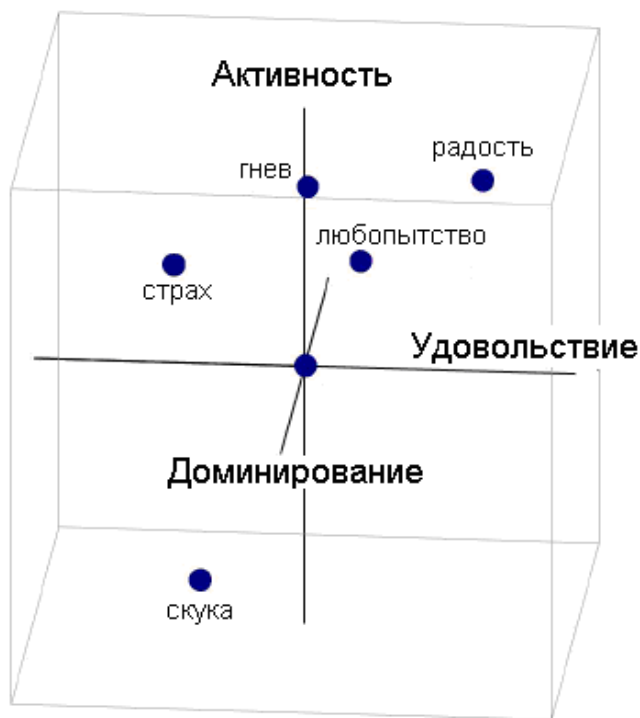 Активность
радость
гнев
любопытство
страх
Удовольствие
Доминирование
скука